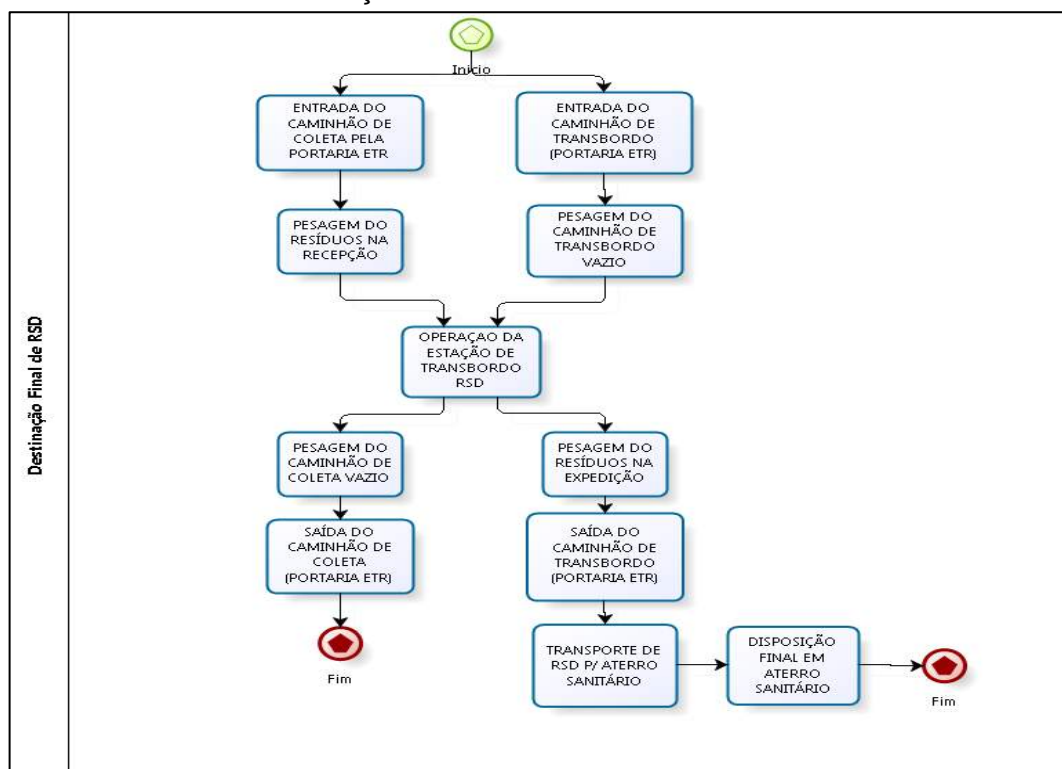 Destinação Final de RSD
Início
ENTRADA DO
CAMINHÃO DE
COLETA PELA
PORTARIA ETR
ENTRADA DO
CAMINHÃO DE
TRANSBORDO
(PORTARIA ETR)
PESAGEM DO
RESÍDUOS NA
RECEPÇÃO
PESAGEM DO
CAMINHÃO DE
TRANSBORDO
VAZIO
OPERAÇAO DA
ESTAÇÃO DE
TRANSBORDO
RSD
PESAGEM DO
CAMINHÃO DE
COLETA VAZIO
PESAGEM DO
RESÍDUOS NA
EXPEDIÇÃO
SAÍDA DO
CAMINHÃO DE
COLETA
(PORTARIA ETR)
SAÍDA DO
CAMINHÃO DE
TRANSBORDO
(PORTARIA ETR)
Fim
TRANSPORTE DE
RSD P/ ATERRO
SANITÁRIO
DISPOSIÇÃO
FINAL EM
ATERRO
SANITÁRIO
Fim